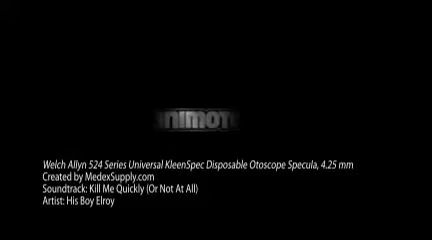 animoto
Welch Allyn 524 Series Universal KleenSpec Disposable Otoscope Specula, 4.25 mm
Created by MedexSupply.com
Soundtrack: Kill Me Quickly (Or Not At All)
Artist: His Boy Elroy